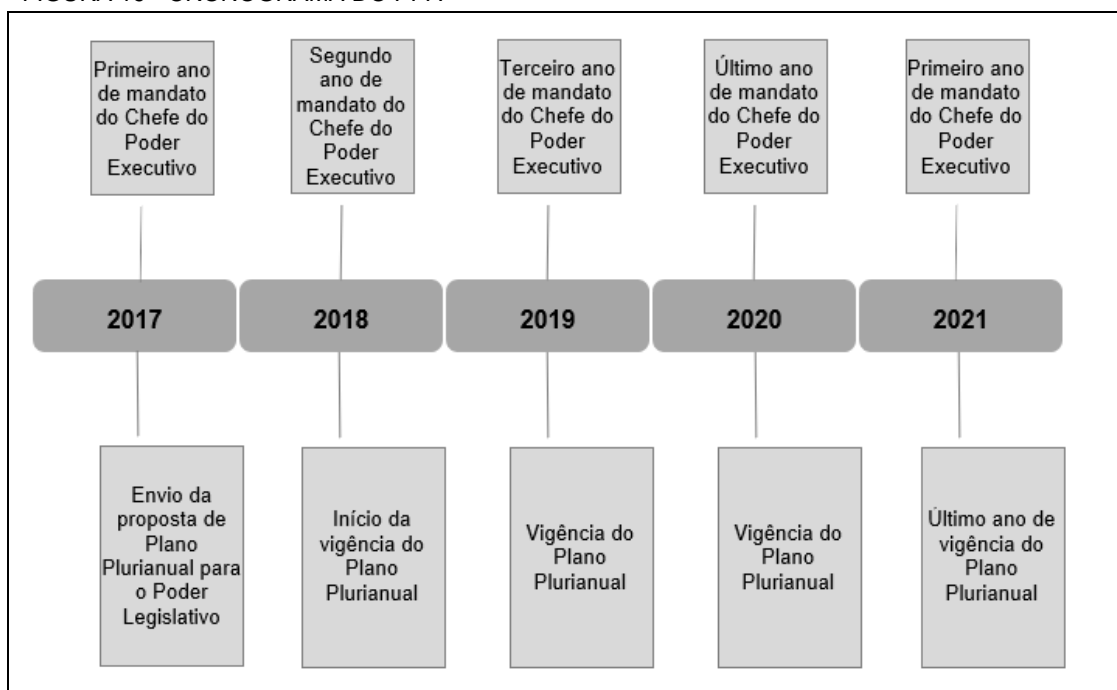 Primeiro ano
de mandato
do Chefe do
Poder
Executivo
Segundo
ano de
mandato do
Chefe do
Poder
Executivo
Terceiro ano
de mandato
do Chefe do
Poder
Executivo
Último ano
de mandato
do Chefe do
Poder
Executivo
Primeiro ano
de mandato
do Chefe do
Poder
Executivo
2017
2018
2019
2020
2021
Envio da
proposta de
Plano
Plurianual para
o Poder
Legislativo
Início da
vigência do
Plano
Plurianual
Vigência do
Plano
Plurianual
Vigência do
Plano
Plurianual
Último ano de
vigência do
Plano
Plurianual